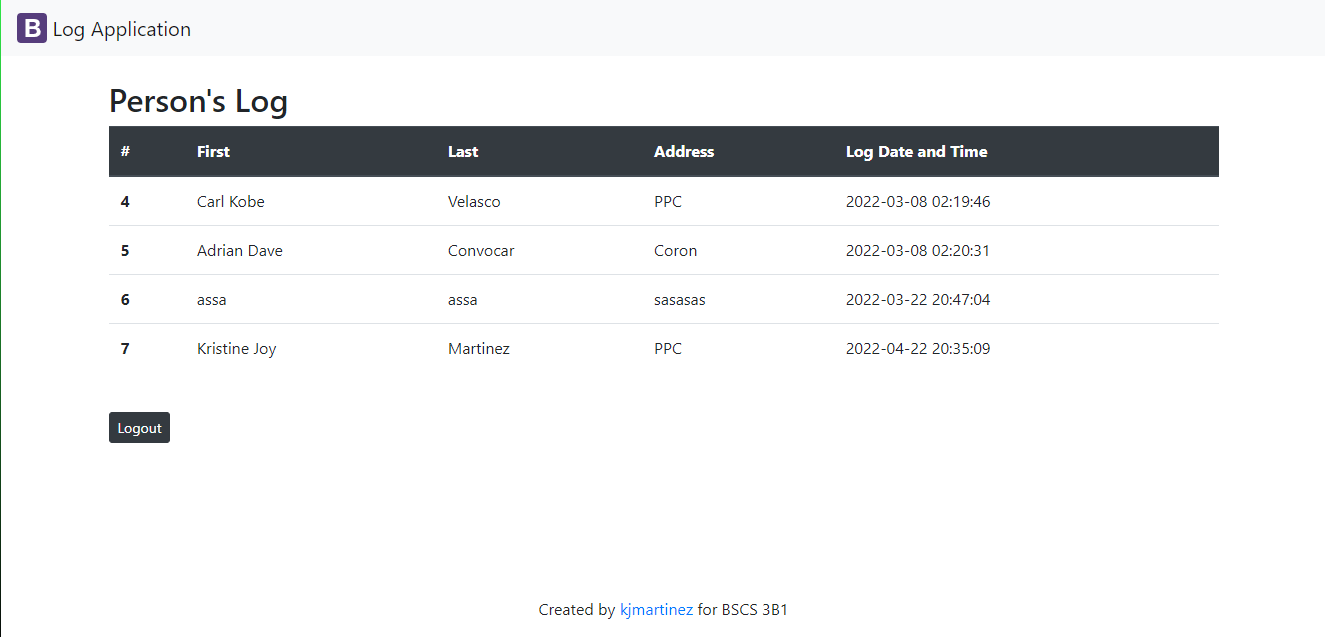 B Log Application
Person's Log
# First Last Address Log Date and Time
4 Carl Kobe Velasco PPC 2022-03-08 02:19:46
5 Adrian Dave Convocar Coron 2022-03-08 02:20:31
6 assa assa sasasas 2022-03-22 20:47:04
7 Kristine Joy Martinez PPC 2022-04-22 20:35:09
Logout
Created by kjmartinez for BSCS 3B1